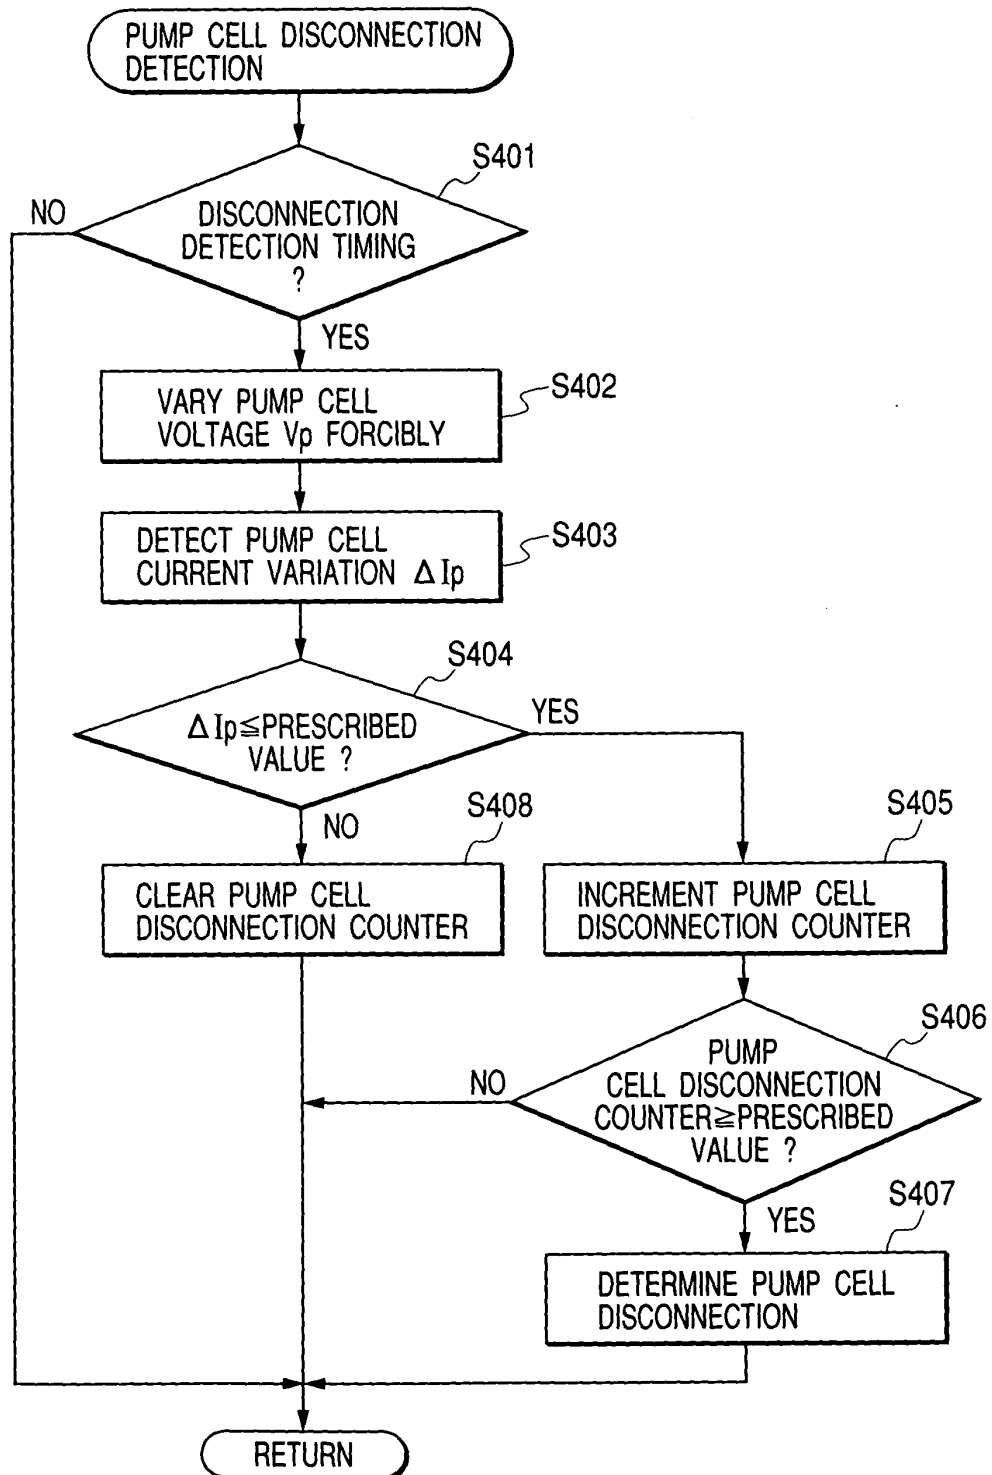 PUMP CELL DISCONNECTION
DETECTION
S401
NO
DISCONNECTION
DETECTION TIMING
?
YES
S402
VARY PUMP CELL
VOLTAGE Vp FORCIBLY
S403
DETECT PUMP CELL
CURRENT VARIATION Δ Ip
S404
Δ Ip≦PRESCRIBED
VALUE ?
YES
NO
S408
CLEAR PUMP CELL
DISCONNECTION COUNTER
S405
INCREMENT PUMP CELL
DISCONNECTION COUNTER
S406
PUMP
CELL DISCONNECTION
COUNTER≧PRESCRIBED
VALUE ?
NO
YES
S407
DETERMINE PUMP CELL
DISCONNECTION
RETURN